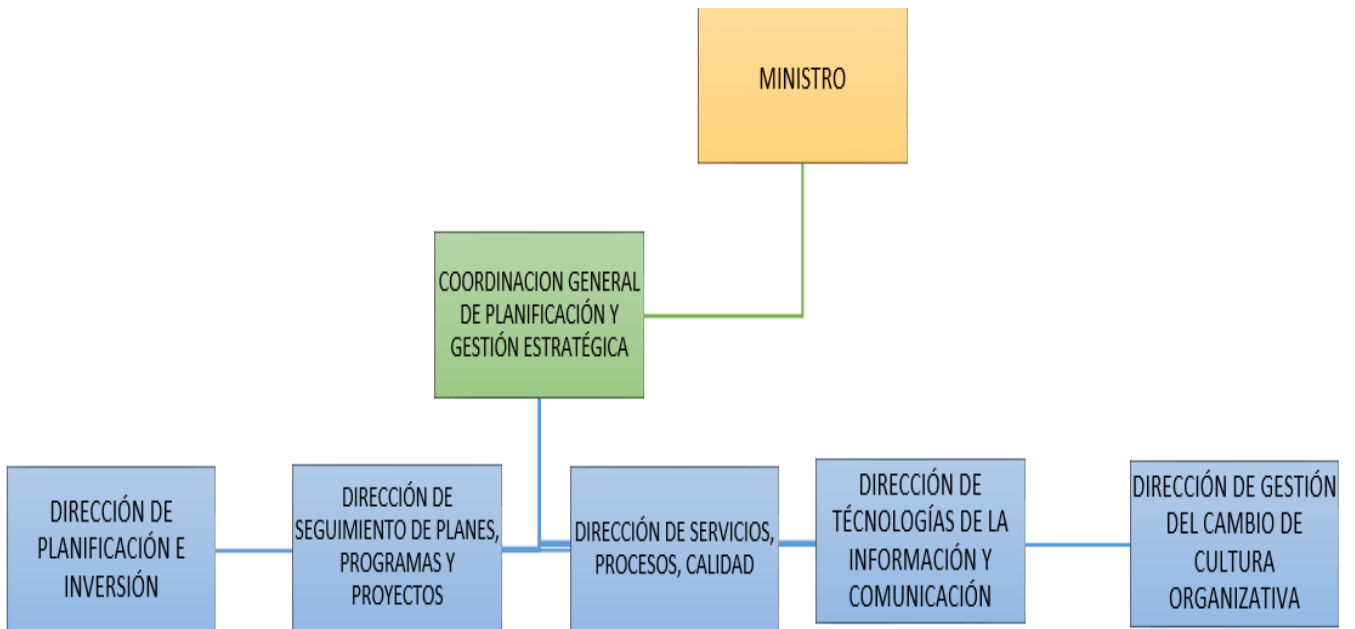 MINISTRO
COORDINACION GENERAL
DE PLANIFICACIÓN Y
GESTIÓN ESTRATÉGICA
DIRECCIÓN DE
PLANIFICACIÓN E
INVERSIÓN
DIRECCIÓN DE
SEGUIMIENTO DE PLANES,
PROGRAMAS Y
PROYECTOS
DIRECCIÓN DE SERVICIOS,
PROCESOS, CALIDAD
DIRECCIÓN DE
TÉCNOLOGÍAS DE LA
INFORMACIÓN Y
COMUNICACIÓN
DIRECCIÓN DE GESTIÓN
DEL CAMBIO DE
CULTURA
ORGANIZATIVA